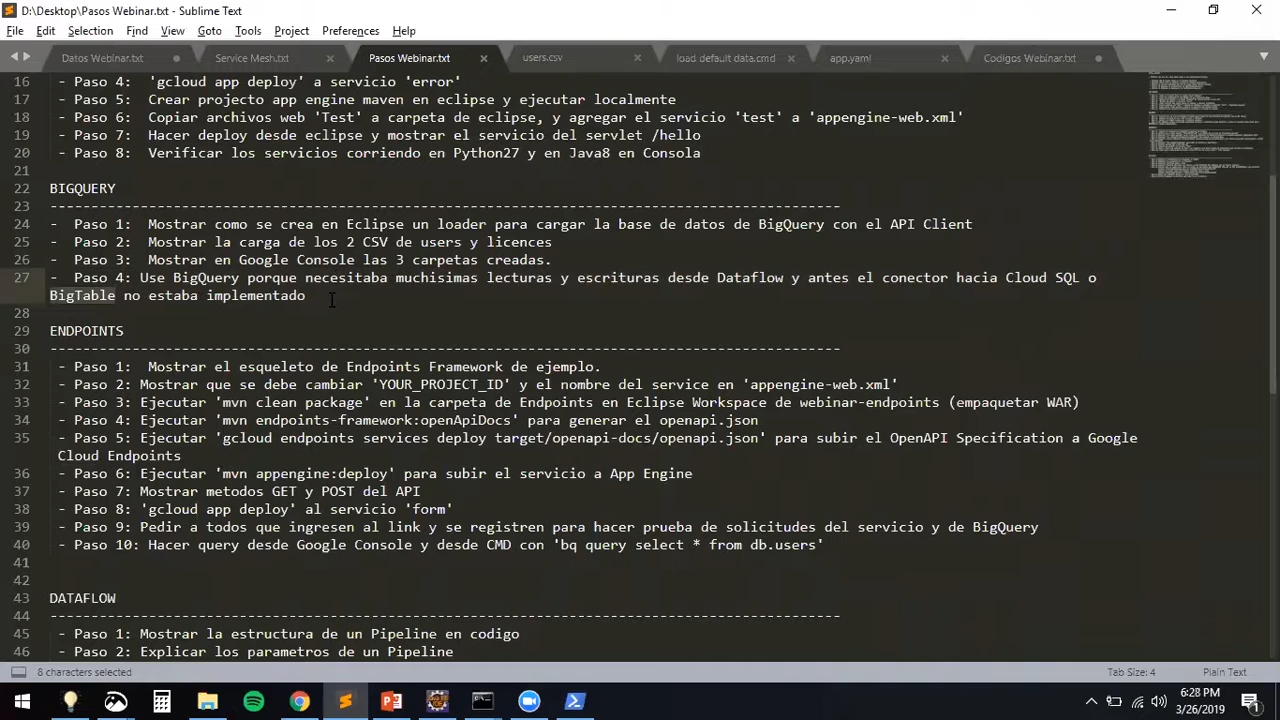 D:\Desktop\Pasos Webinar.txt - Sublime Text
File Edit Selection Find View Goto Tools Project Preferences Help
Datos Webinar.txt Service Mesh.txt Pasos Webinar.txt users.csv load default data.cmd app.yaml Codigos Webinar.txt
16 - Paso 4: 'gcloud app deploy' a servicio 'error'
17 - Paso 5: Crear projecto app engine maven en eclipse y ejecutar localmente
18 - Paso 6: Copiar archivos web 'Test' a carpeta de eclipse, y agregar el servicio 'test' a 'appengine-web.xml'
19 - Paso 7: Hacer deploy desde eclipse y mostrar el servicio del servlet /hello
20 - Paso 8: Verificar los servicios corriendo en Python27 y en Java8 en Consola
21
22 BIGQUERY
23 ------------------------------------------------------------------------------------------------
24 - Paso 1: Mostrar como se crea en Eclipse un loader para cargar la base de datos de BigQuery con el API Client
25 - Paso 2: Mostrar la carga de los 2 CSV de users y licences
26 - Paso 3: Mostrar en Google Console las 3 carpetas creadas.
27 - Paso 4: Use BigQuery porque necesitaba muchisimas lecturas y escrituras desde Dataflow y antes el conector hacia Cloud SQL o
BigTable no estaba implementado
28
29 ENDPOINTS
30 ------------------------------------------------------------------------------------------------
31 - Paso 1: Mostrar el esqueleto de Endpoints Framework de ejemplo.
32 - Paso 2: Mostrar que se debe cambiar 'YOUR_PROJECT_ID' y el nombre del service en 'appengine-web.xml'
33 - Paso 3: Ejecutar 'mvn clean package' en la carpeta de Endpoints en Eclipse Workspace de webinar-endpoints (empaquetar WAR)
34 - Paso 4: Ejecutar 'mvn endpoints-framework:openApiDocs' para generar el openapi.json
35 - Paso 5: Ejecutar 'gcloud endpoints services deploy target/openapi-docs/openapi.json' para subir el OpenAPI Specification a Google
Cloud Endpoints
36 - Paso 6: Ejecutar 'mvn appengine:deploy' para subir el servicio a App Engine
37 - Paso 7: Mostrar metodos GET y POST del API
38 - Paso 8: 'gcloud app deploy' al servicio 'form'
39 - Paso 9: Pedir a todos que ingresen al link y se registren para hacer prueba de solicitudes del servicio y de BigQuery
40 - Paso 10: Hacer query desde Google Console y desde CMD con 'bq query select * from db.users'
41
42
43 DATAFLOW
44 ------------------------------------------------------------------------------------------------
45 - Paso 1: Mostrar la estructura de un Pipeline en codigo
46 - Paso 2: Explicar los parametros de un Pipeline
8 characters selected Tab Size: 4 Plain Text
6:28 PM
3/26/2019